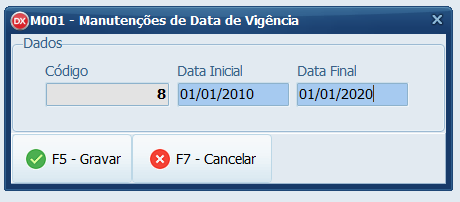 DX M001 - Manutenções de Data de Vigência
Dados
Código Data Inicial Data Final
8 01/01/2010 01/01/2020
F5 - Gravar F7 - Cancelar